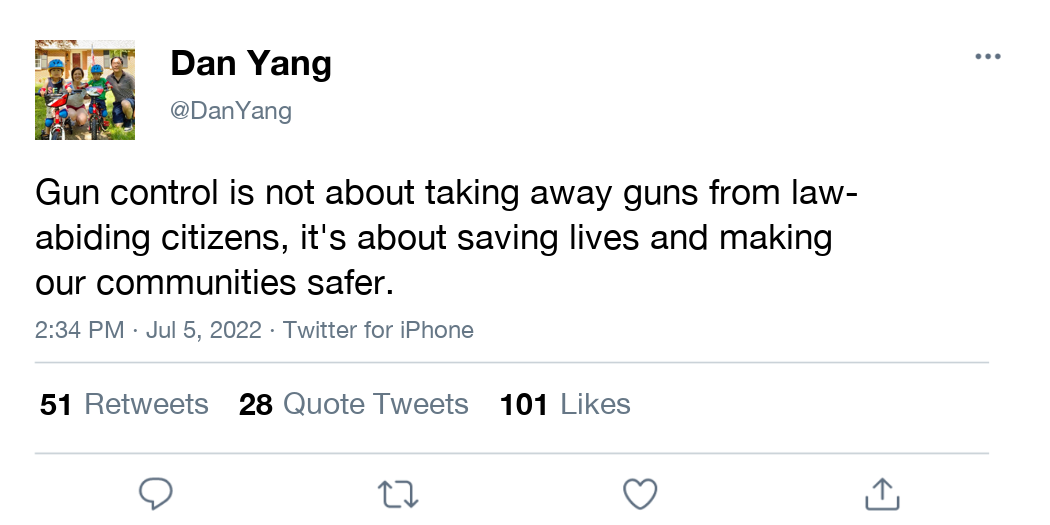 Dan Yang
@DanYang
Gun control is not about taking away guns from law-
abiding citizens, it's about saving lives and making
our communities safer.
2:34 PM · Jul 5, 2022 · Twitter for iPhone
51 Retweets 28 Quote Tweets 101 Likes